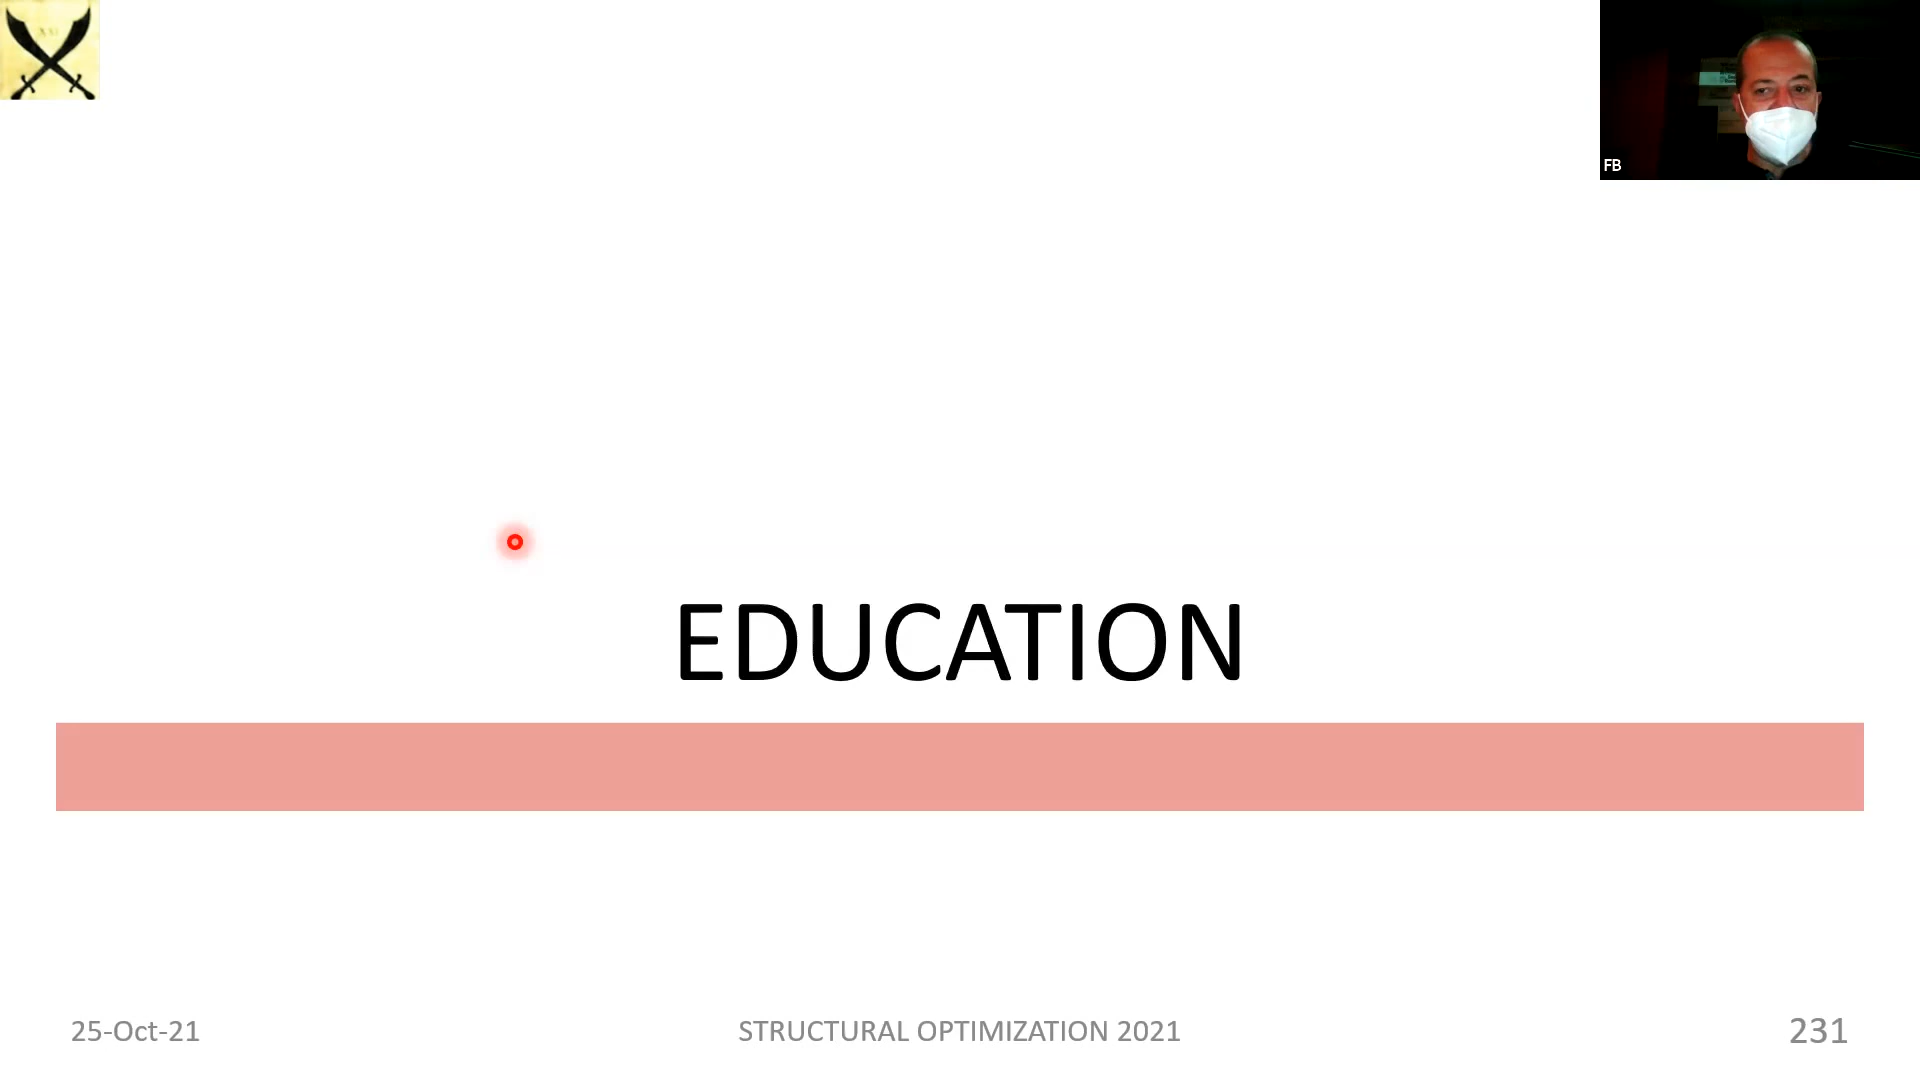 FB
EDUCATION
25-Oct-21
STRUCTURAL OPTIMIZATION 2021
231